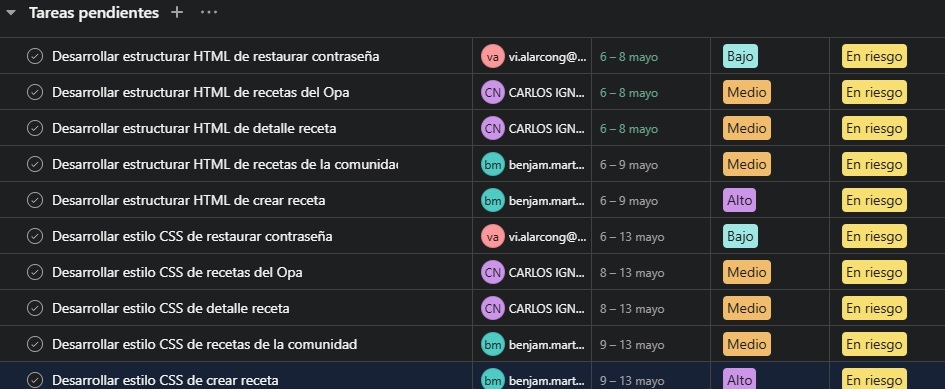 Tareas pendientes + ...
Desarrollar estructurar HTML de restaurar contraseña va vi.alarcong@... 6 – 8 mayo Bajo En riesgo
Desarrollar estructurar HTML de recetas del Opa CN CARLOS IGN... 6 – 8 mayo Medio En riesgo
Desarrollar estructurar HTML de detalle receta CN CARLOS IGN... 6 – 8 mayo Medio En riesgo
Desarrollar estructurar HTML de recetas de la comunidad bm benjam.mart... 6 – 9 mayo Medio En riesgo
Desarrollar estructurar HTML de crear receta bm benjam.mart... 6 – 9 mayo Alto En riesgo
Desarrollar estilo CSS de restaurar contraseña va vi.alarcong@... 6 – 13 mayo Bajo En riesgo
Desarrollar estilo CSS de recetas del Opa CN CARLOS IGN... 8 – 13 mayo Medio En riesgo
Desarrollar estilo CSS de detalle receta CN CARLOS IGN... 8 – 13 mayo Medio En riesgo
Desarrollar estilo CSS de recetas de la comunidad bm benjam.mart... 9 – 13 mayo Medio En riesgo
Desarrollar estilo CSS de crear receta bm benjam.mart... 9 – 13 mayo Alto En riesgo